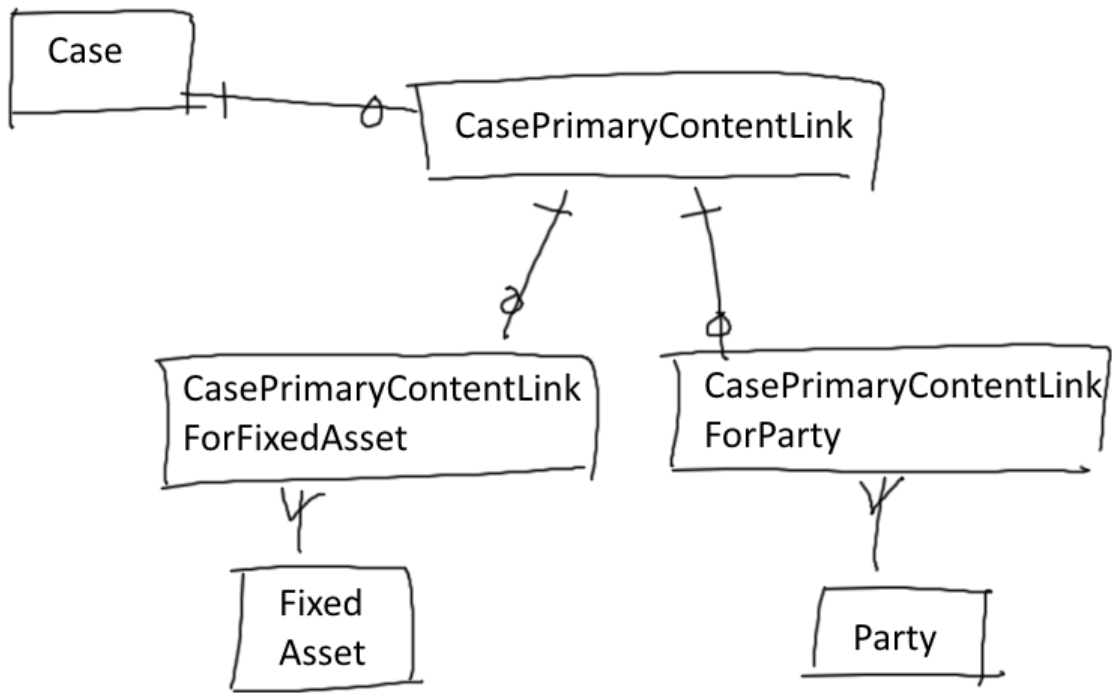 Case
CasePrimaryContentLink
CasePrimaryContentLink
ForFixedAsset
CasePrimaryContentLink
ForParty
Fixed
Asset
Party